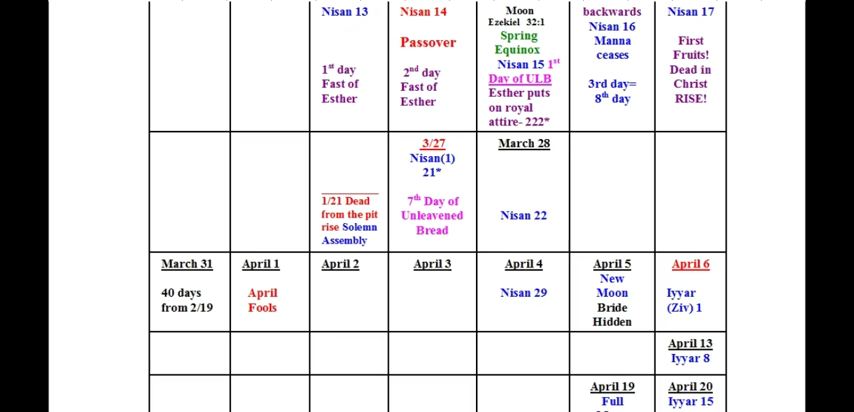 Nisan 13
1st day
Fast of
Esther
Nisan 14
Passover
2nd day
Fast of
Esther
Moon
Ezekiel 32:1
Spring
Equinox
Nisan 15 1st
Day of ULB
Esther puts
on royal
attire- 222*
backwards
Nisan 16
Manna
ceases
3rd day=
8th day
Nisan 17
First
Fruits!
Dead in
Christ
RISE!
1/21 Dead
from the pit
rise Solemn
Assembly
3/27
Nisan(1)
21*
7th Day of
Unleavened
Bread
March 28
Nisan 22
March 31
40 days
from 2/19
April 1
April
Fools
April 2
April 3
April 4
Nisan 29
April 5
New
Moon
Bride
Hidden
April 6
Iyyar
(Ziv) 1
April 13
Iyyar 8
April 19
Full
April 20
Iyyar 15